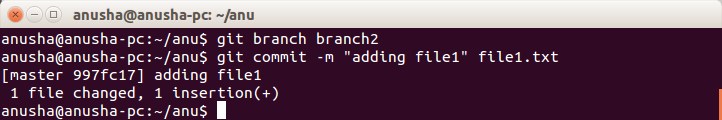 anusha@anusha-pc: ~/anu
anusha@anusha-pc:~/anu$ git branch branch2
anusha@anusha-pc:~/anu$ git commit -m "adding file1" file1.txt
[master 997fc17] adding file1
 1 file changed, 1 insertion(+)
anusha@anusha-pc:~/anu$